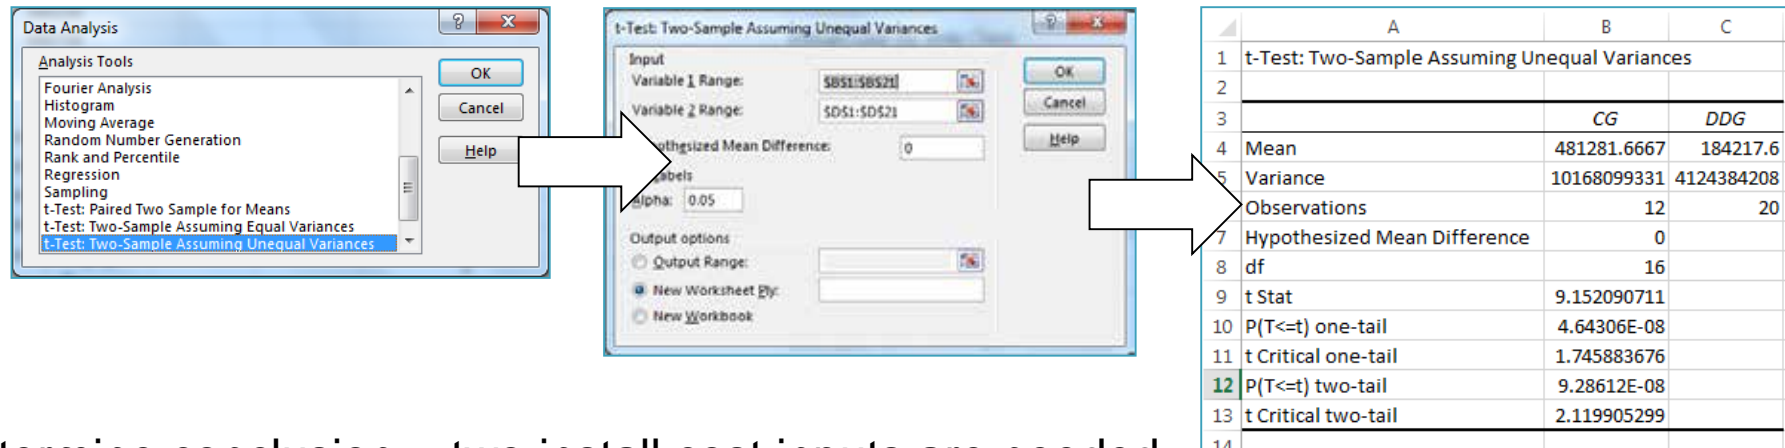 Data Analysis
Analysis Tools
Fourier Analysis
Histogram
Moving Average
Random Number Generation
Rank and Percentile
Regression
Sampling
t-Test: Paired Two Sample for Means
t-Test: Two-Sample Assuming Equal Variances
t-Test: Two-Sample Assuming Unequal Variances
OK
Cancel
Help
t-Test: Two-Sample Assuming Unequal Variances
Input
Variable 1 Range: $B$1:$B$21
Variable 2 Range: $D$1:$D$21
Mean Difference: 0
Alpha: 0.05
Output options
Output Range:
New Worksheet Ply:
New Workbook
OK
Cancel
Help
A B C
1 t-Test: Two-Sample Assuming Unequal Variances
2
3 CG DDG
4 Mean 481281.6667 184217.6
5 Variance 10168099331 4124384208
Observations 12 20
7 Hypothesized Mean Difference 0
8 df 16
9 t Stat 9.152090711
10 P(T<=t) one-tail 4.64306E-08
11 t Critical one-tail 1.745883676
12 P(T<=t) two-tail 9.28612E-08
13 t Critical two-tail 2.119905299
14